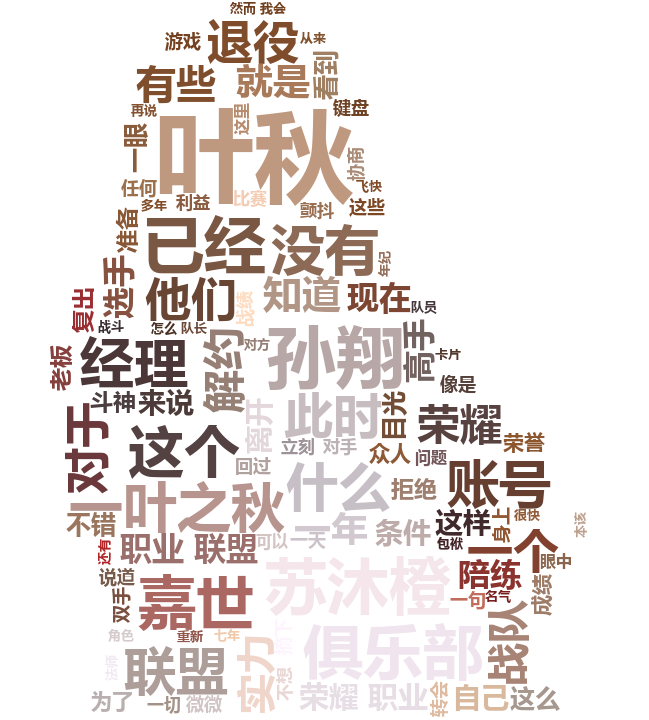 然而 我会
游戏 退役 从来
有些 就是 看到
再说 这里 键盘
一眼 叶秋 协商
任何 比赛 飞快
多年 利益 颤抖 这些
准备 已经 没有 年纪
选手 他们 知道 现在
复出 战绩 队员
战斗 怎么 队长
老板 经理 解约 对方 孙翔 高手 卡片
像是
斗神 来说 离开 此时 目光 荣耀
对于 这个 立刻 对手 众人 问题 荣誉
回过 什么 拒绝 账号
一叶之秋
不错 一年 条件 这样 身上 很快 本该
还有 职业 联盟 可以 一天 包袱 一个
眼中
说道 嘉世 苏沐橙 陪练 成绩
双手 一句 名气
角色 重新 七年 俱乐部 战队
联盟 实力 不想
为了 一切 微微 荣耀 职业 转会 自己 这么